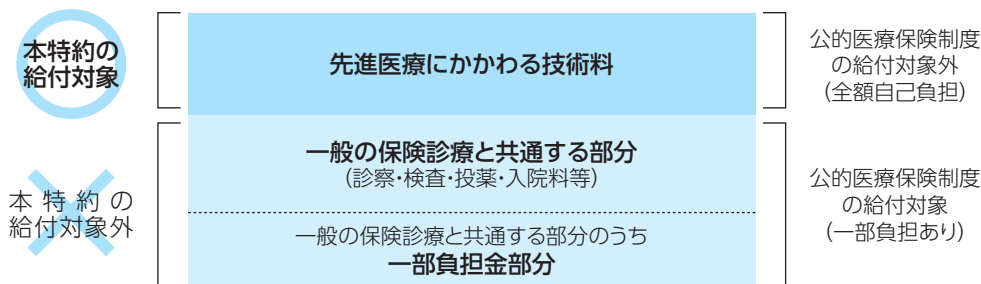 本特約の
給付対象
先進医療にかかわる技術料
公的医療保険制度
の給付対象外
(全額自己負担)
一般の保険診療と共通する部分
(診察・検査・投薬・入院料等)
本特約の
給付対象外
公的医療保険制度
の給付対象
(一部負担あり)
一般の保険診療と共通する部分のうち
一部負担金部分